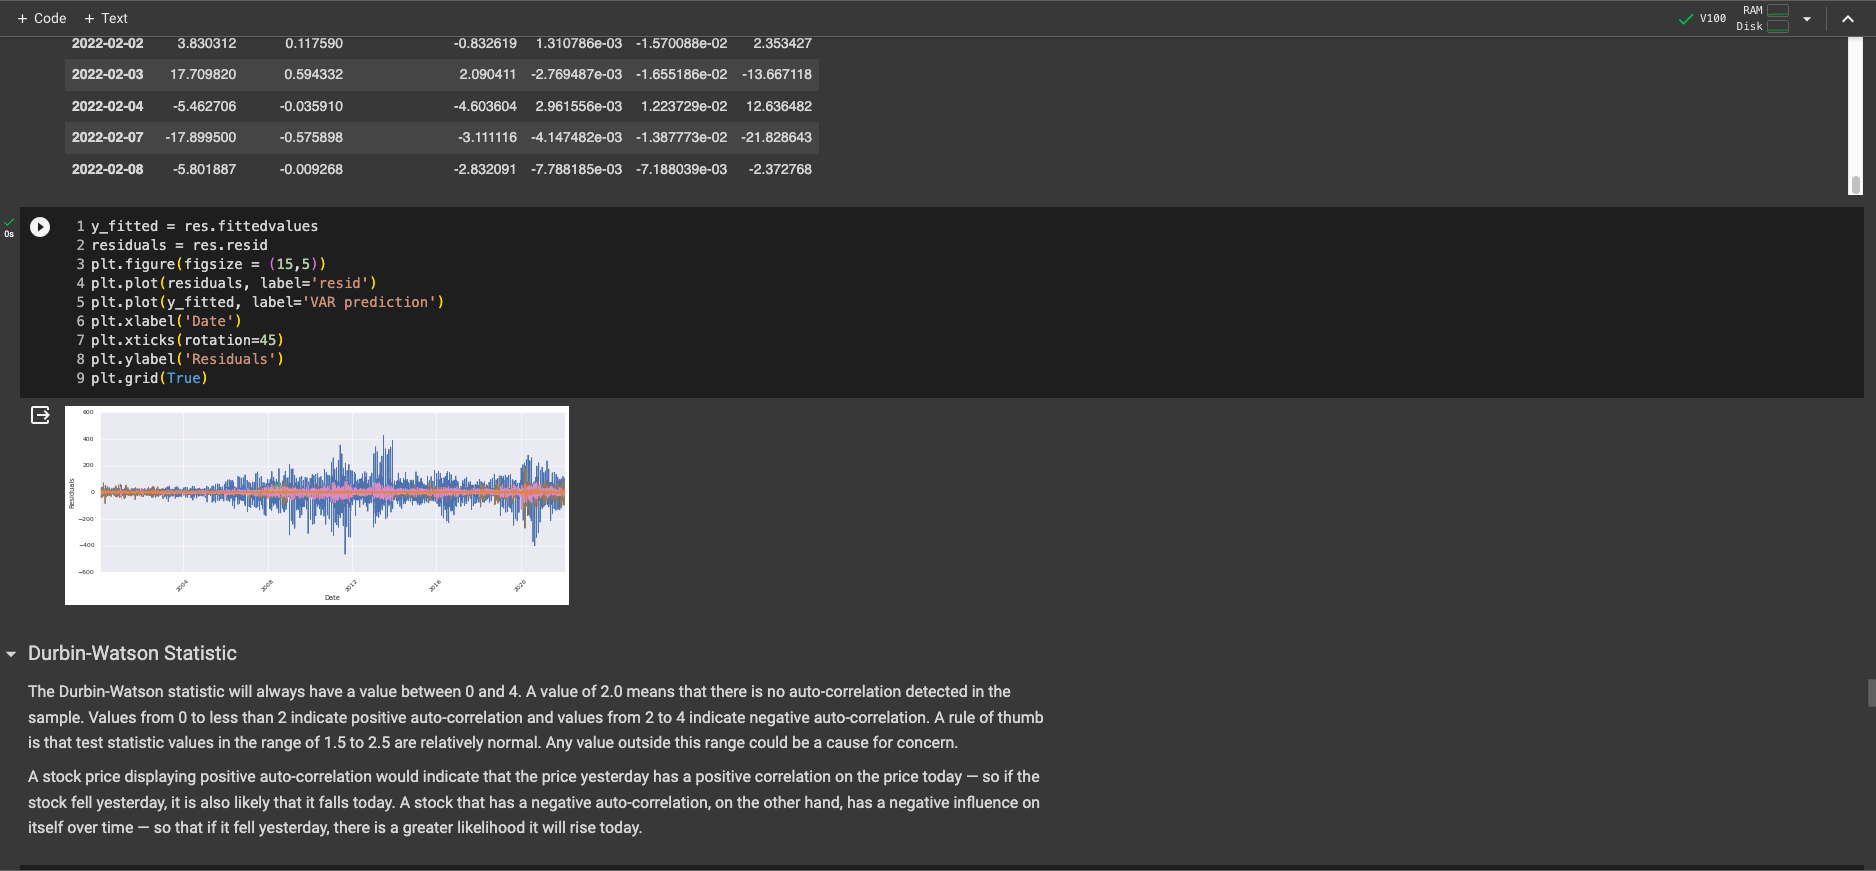 + Code + Text
V100
RAM
Disk
2022-02-02 3.830312 0.117590 -0.832619 1.310786e-03 -1.570088e-02 2.353427
2022-02-03 17.709820 0.594332 2.090411 -2.769487e-03 -1.655186e-02 -13.667118
2022-02-04 -5.462706 -0.035910 -4.603604 2.961556e-03 1.223729e-02 12.636482
2022-02-07 -17.899500 -0.575898 -3.111116 -4.147482e-03 -1.387773e-02 -21.828643
2022-02-08 -5.801887 -0.009268 -2.832091 -7.788185e-03 -7.188039e-03 -2.372768
0s
1 y_fitted = res.fittedvalues
2 residuals = res.resid
3 plt.figure(figsize = (15,5))
4 plt.plot(residuals, label='resid')
5 plt.plot(y_fitted, label='VAR prediction')
6 plt.xlabel('Date')
7 plt.xticks(rotation=45)
8 plt.ylabel('Residuals')
9 plt.grid(True)
600
400
200
0
−200
−400
−600
Residuals
2004 2008 2012 2016 2020
Date
Durbin-Watson Statistic
The Durbin-Watson statistic will always have a value between 0 and 4. A value of 2.0 means that there is no auto-correlation detected in the
sample. Values from 0 to less than 2 indicate positive auto-correlation and values from 2 to 4 indicate negative auto-correlation. A rule of thumb
is that test statistic values in the range of 1.5 to 2.5 are relatively normal. Any value outside this range could be a cause for concern.
A stock price displaying positive auto-correlation would indicate that the price yesterday has a positive correlation on the price today — so if the
stock fell yesterday, it is also likely that it falls today. A stock that has a negative auto-correlation, on the other hand, has a negative influence on
itself over time — so that if it fell yesterday, there is a greater likelihood it will rise today.